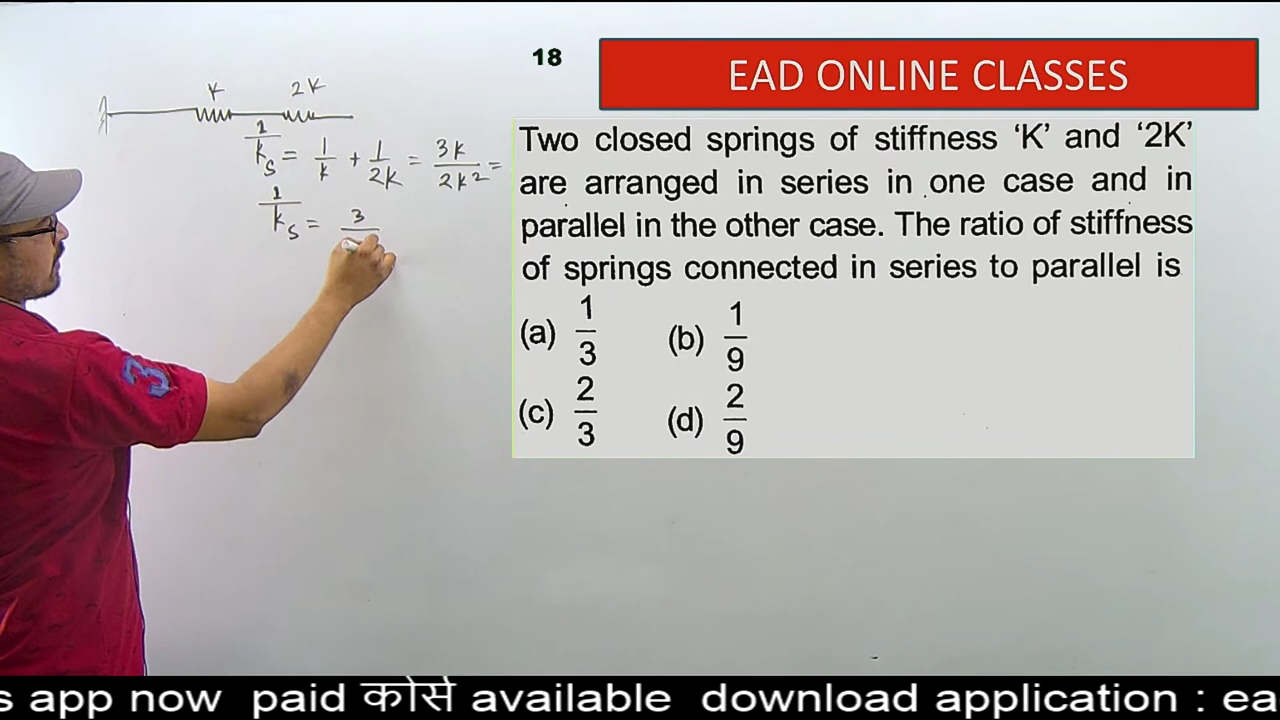 18
EAD ONLINE CLASSES
K 2K
1/Ks = 1/K + 1/2K = 3K/2K² =
1/Ks = 3/
Two closed springs of stiffness ‘K’ and ‘2K’
are arranged in series in one case and in
parallel in the other case. The ratio of stiffness
of springs connected in series to parallel is
(a) 1/3 (b) 1/9
(c) 2/3 (d) 2/9
3
s app now paid कोर्स available download application : ea